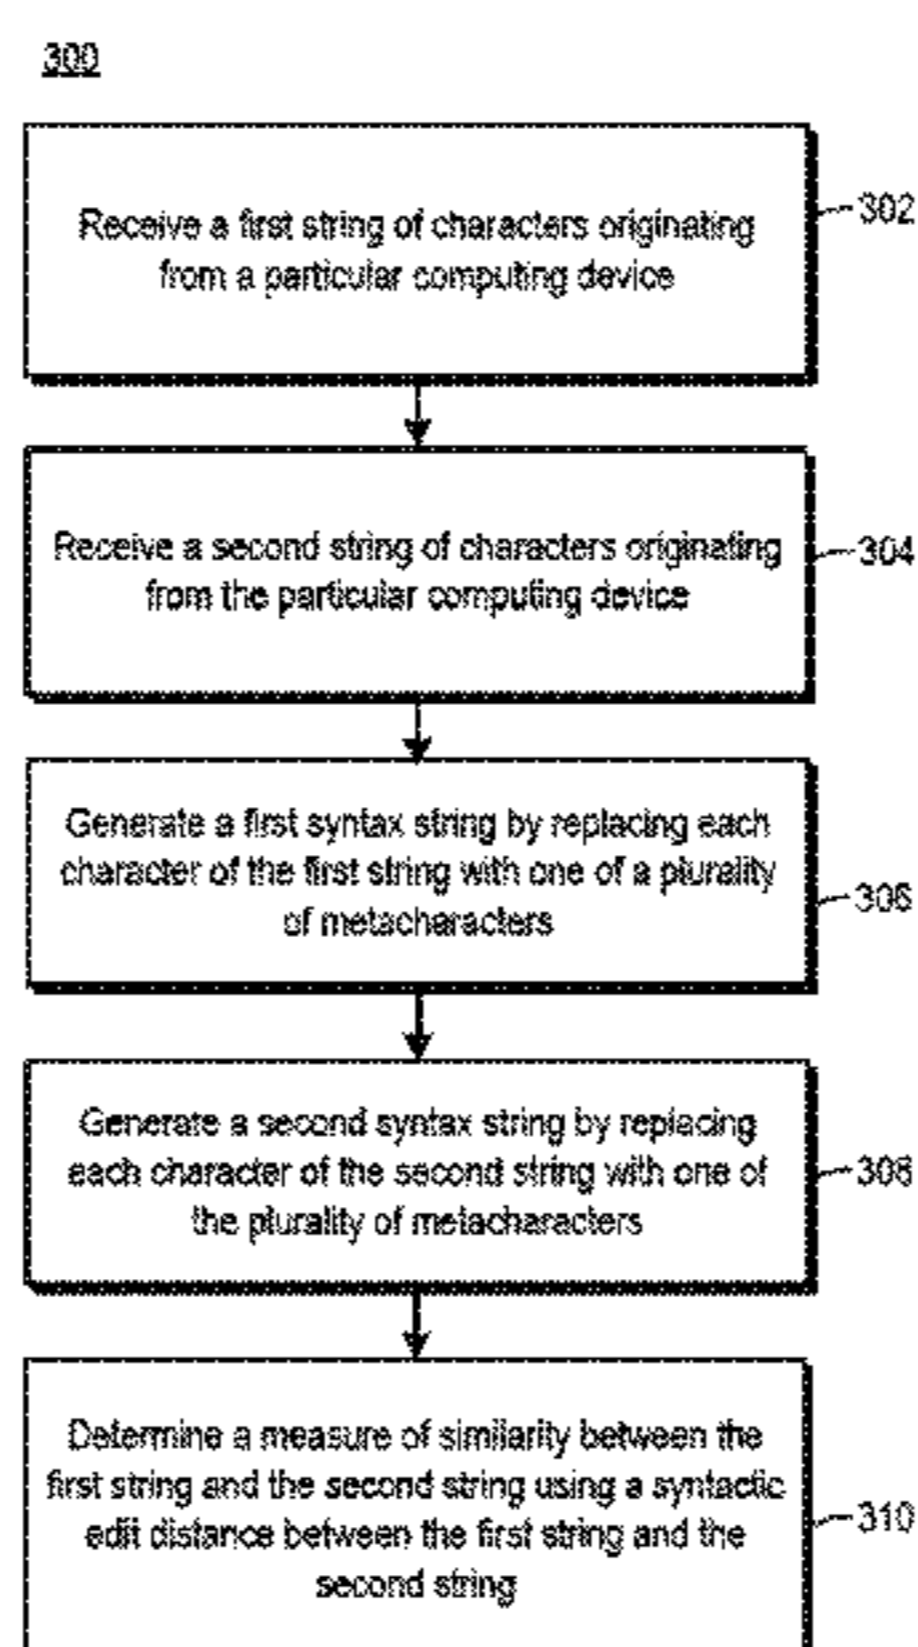 300
Receive a first string of characters originating
from a particular computing device
302
Receive a second string of characters originating
from the particular computing device
304
Generate a first syntax string by replacing each
character of the first string with one of a plurality
of metacharacters
306
Generate a second syntax string by replacing
each character of the second string with one of
the plurality of metacharacters
308
Determine a measure of similarity between the
first string and the second string using a syntactic
edit distance between the first string and the
second string
310